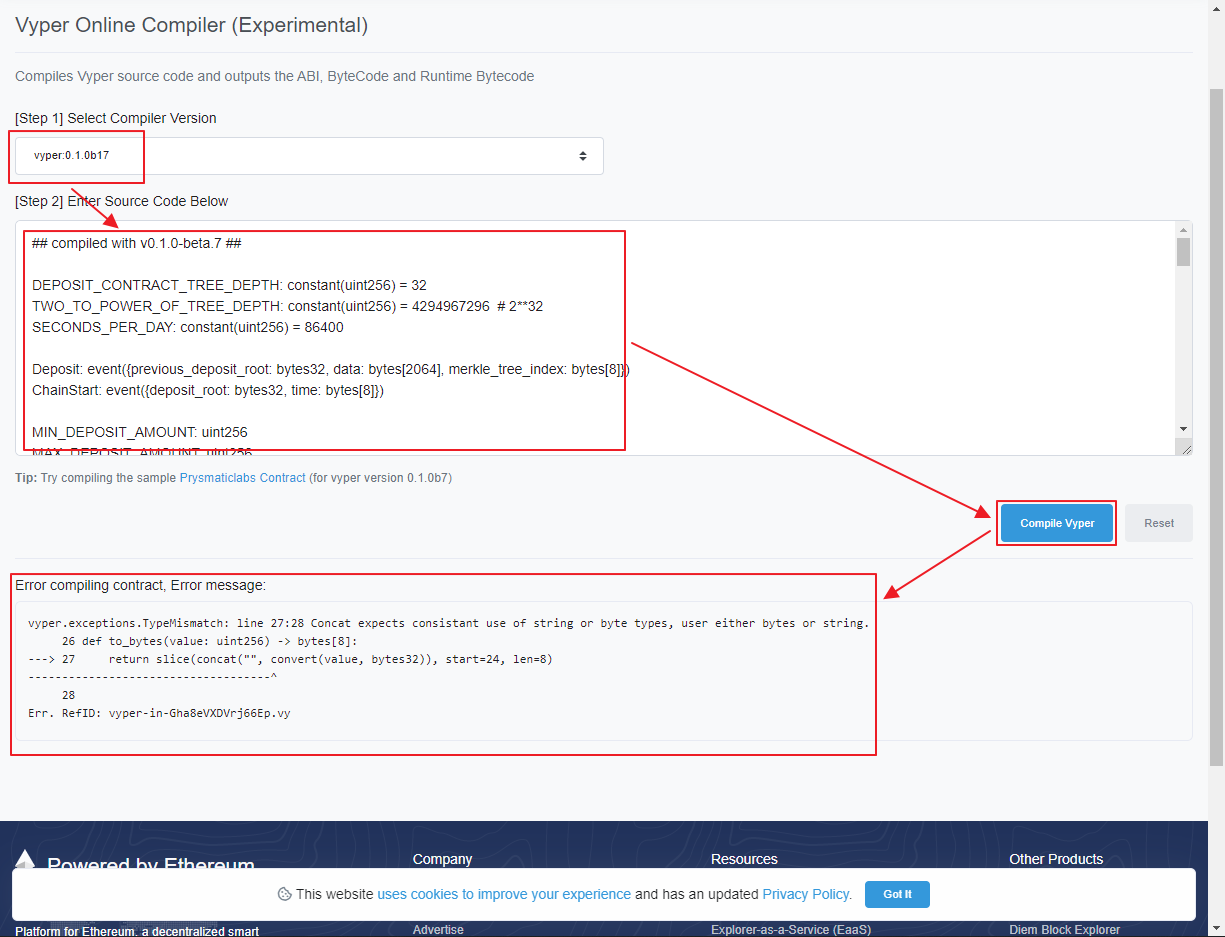 Vyper Online Compiler (Experimental)
Compiles Vyper source code and outputs the ABI, ByteCode and Runtime Bytecode
[Step 1] Select Compiler Version
vyper:0.1.0b17
[Step 2] Enter Source Code Below
## compiled with v0.1.0-beta.7 ##
DEPOSIT_CONTRACT_TREE_DEPTH: constant(uint256) = 32
TWO_TO_POWER_OF_TREE_DEPTH: constant(uint256) = 4294967296  # 2**32
SECONDS_PER_DAY: constant(uint256) = 86400
Deposit: event({previous_deposit_root: bytes32, data: bytes[2064], merkle_tree_index: bytes[8]})
ChainStart: event({deposit_root: bytes32, time: bytes[8]})
MIN_DEPOSIT_AMOUNT: uint256
MAX_DEPOSIT_AMOUNT: uint256
Tip: Try compiling the sample Prysmaticlabs Contract (for vyper version 0.1.0b7)
Compile Vyper
Reset
Error compiling contract, Error message:
vyper.exceptions.TypeMismatch: line 27:28 Concat expects consistant use of string or byte types, user either bytes or string.
26 def to_bytes(value: uint256) -> bytes[8]:
---> 27     return slice(concat("", convert(value, bytes32)), start=24, len=8)
-----------------------------------^
28
Err. RefID: vyper-in-Gha8eVXDVrj66Ep.vy
Powered by Ethereum
Company
Resources
Other Products
This website uses cookies to improve your experience and has an updated Privacy Policy.
Got It
Platform for Ethereum, a decentralized smart
Advertise
Explorer-as-a-Service (EaaS)
Diem Block Explorer